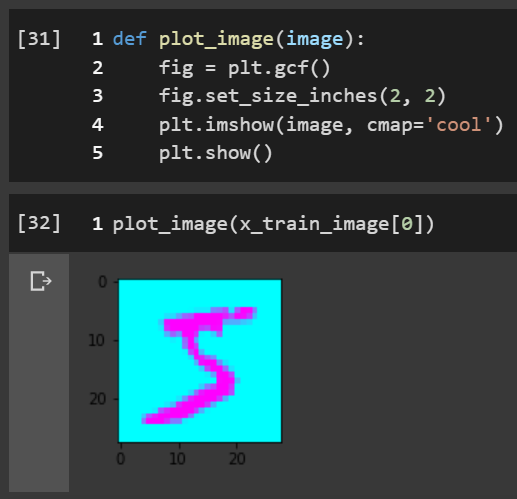 [31] 1 def plot_image(image):
2 fig = plt.gcf()
3 fig.set_size_inches(2, 2)
4 plt.imshow(image, cmap='cool')
5 plt.show()
[32] 1 plot_image(x_train_image[0])
0
10
20
0 10 20